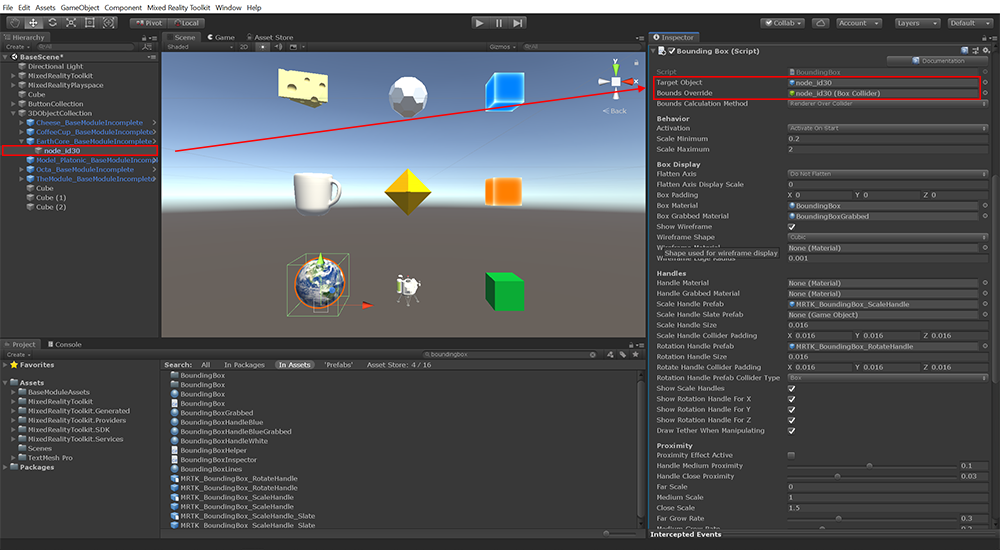 File Edit Assets GameObject Component Mixed Reality Toolkit Window Help
Pivot Local Collab Account Layers Default
Hierarchy
Create All
BaseScene*
Directional Light
MixedRealityToolkit
MixedRealityPlayspace
Cube
ButtonCollection
3DObjectCollection
Cheese_BaseModuleIncomplete
CoffeeCup_BaseModuleIncomplete
EarthCore_BaseModuleIncomplete
node_id30
Model_Platonic_BaseModuleIncompl
Octa_BaseModuleIncomplete
TheModule_BaseModuleIncomplete
Cube
Cube (1)
Cube (2)
Scene Game Asset Store
Shaded 2D Gizmos All
y
x
Back
Project Console
Create boundingbox
Favorites
Assets
BaseModuleAssets
MixedRealityToolkit
MixedRealityToolkit.Generated
MixedRealityToolkit.Providers
MixedRealityToolkit.SDK
MixedRealityToolkit.Services
Scenes
TextMesh Pro
Packages
Search: All In Packages In Assets 'Prefabs' Asset Store: 4 / 16
BoundingBox
BoundingBox
BoundingBox
BoundingBox
BoundingBoxGrabbed
BoundingBoxHandleBlue
BoundingBoxHandleBlueGrabbed
BoundingBoxHandleWhite
BoundingBoxHelper
BoundingBoxInspector
BoundingBoxLines
MRTK_BoundingBox_RotateHandle
MRTK_BoundingBox_RotateHandle
MRTK_BoundingBox_ScaleHandle
MRTK_BoundingBox_ScaleHandle
MRTK_BoundingBox_ScaleHandle_Slate
MRTK_BoundingBox_ScaleHandle_Slate
Inspector
Bounding Box (Script)
Documentation
Script BoundingBox
Target Object node_id30
Bounds Override node_id30 (Box Collider)
Bounds Calculation Method Renderer Over Collider
Behavior
Activation Activate On Start
Scale Minimum 0.2
Scale Maximum 2
Box Display
Flatten Axis Do Not Flatten
Flatten Axis Display Scale 0
Box Padding X 0 Y 0 Z 0
Box Material BoundingBox
Box Grabbed Material BoundingBoxGrabbed
Show Wireframe
Wireframe Shape Cubic
Wireframe Material None (Material)
Shape used for wireframe display
Wireframe Edge Radius 0.001
Handles
Handle Material None (Material)
Handle Grabbed Material None (Material)
Scale Handle Prefab MRTK_BoundingBox_ScaleHandle
Scale Handle Slate Prefab None (Game Object)
Scale Handle Size 0.016
Scale Handle Collider Padding X 0.016 Y 0.016 Z 0.016
Rotation Handle Prefab MRTK_BoundingBox_RotateHandle
Rotation Handle Size 0.016
Rotate Handle Collider Padding X 0.016 Y 0.016 Z 0.016
Rotation Handle Prefab Collider Type Box
Show Scale Handles
Show Rotation Handle For X
Show Rotation Handle For Y
Show Rotation Handle For Z
Draw Tether When Manipulating
Proximity
Proximity Effect Active
Handle Medium Proximity 0.1
Handle Close Proximity 0.03
Far Scale 0
Medium Scale 1
Close Scale 1.5
Far Grow Rate 0.3
Medium Grow Rate 0.2
Intercepted Events